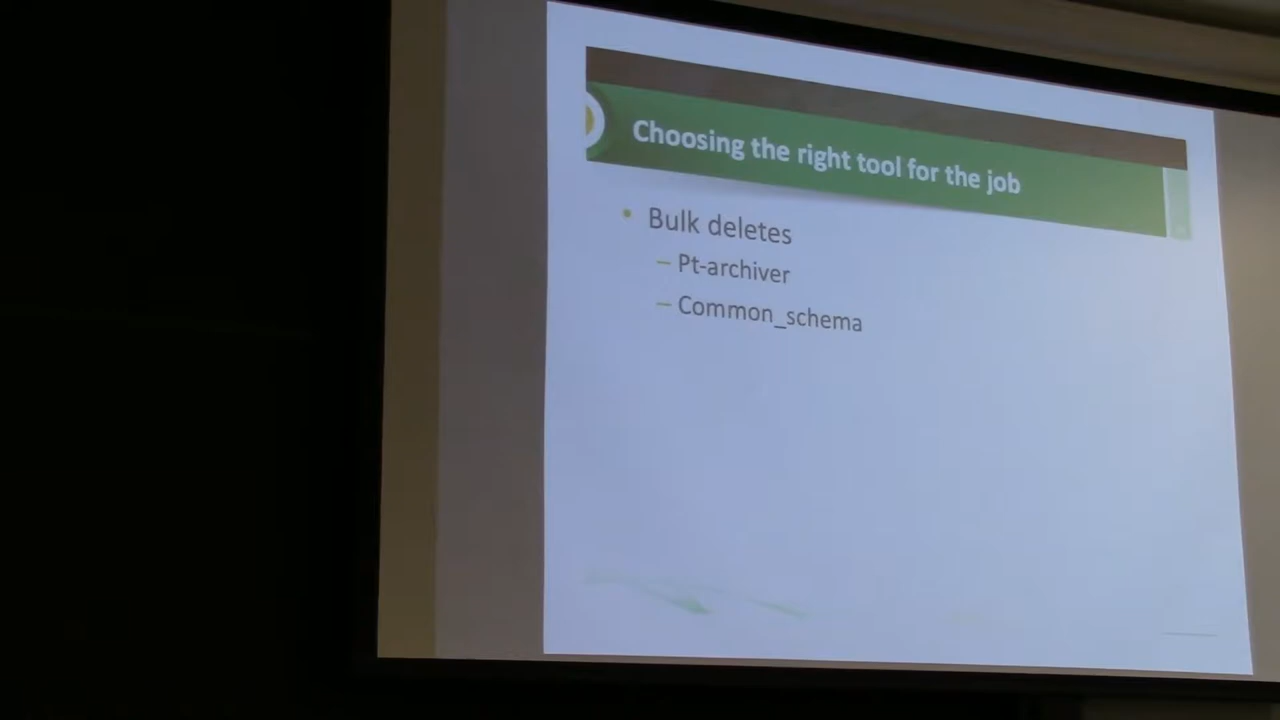 Choosing the right tool for the job
• Bulk deletes
– Pt-archiver
– Common_schema